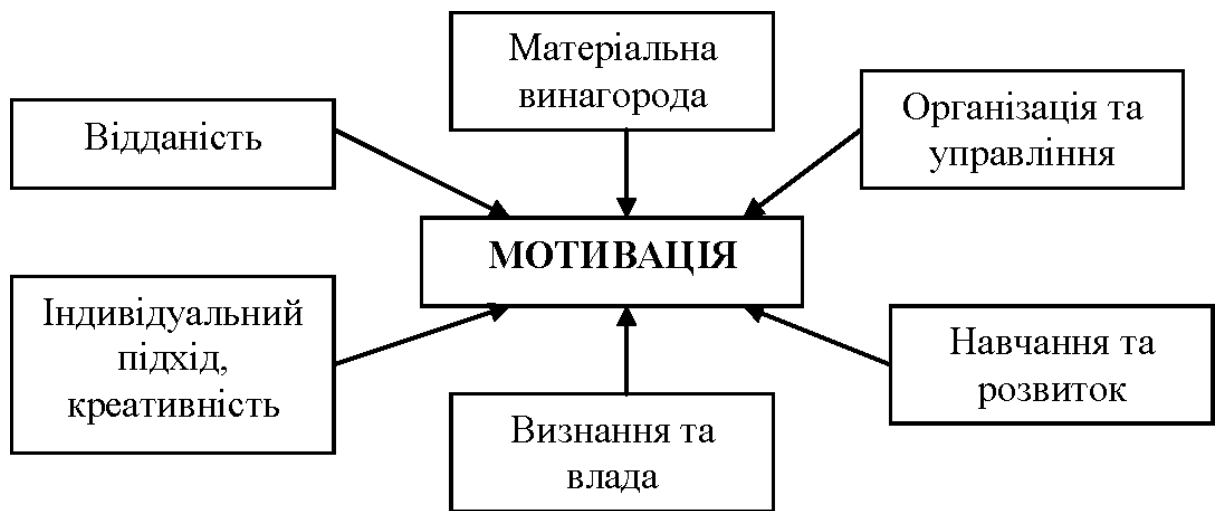 Матеріальна
винагорода
Відданість
Організація та
управління
МОТИВАЦІЯ
Індивідуальний
підхід,
креативність
Навчання та
розвиток
Визнання та
влада